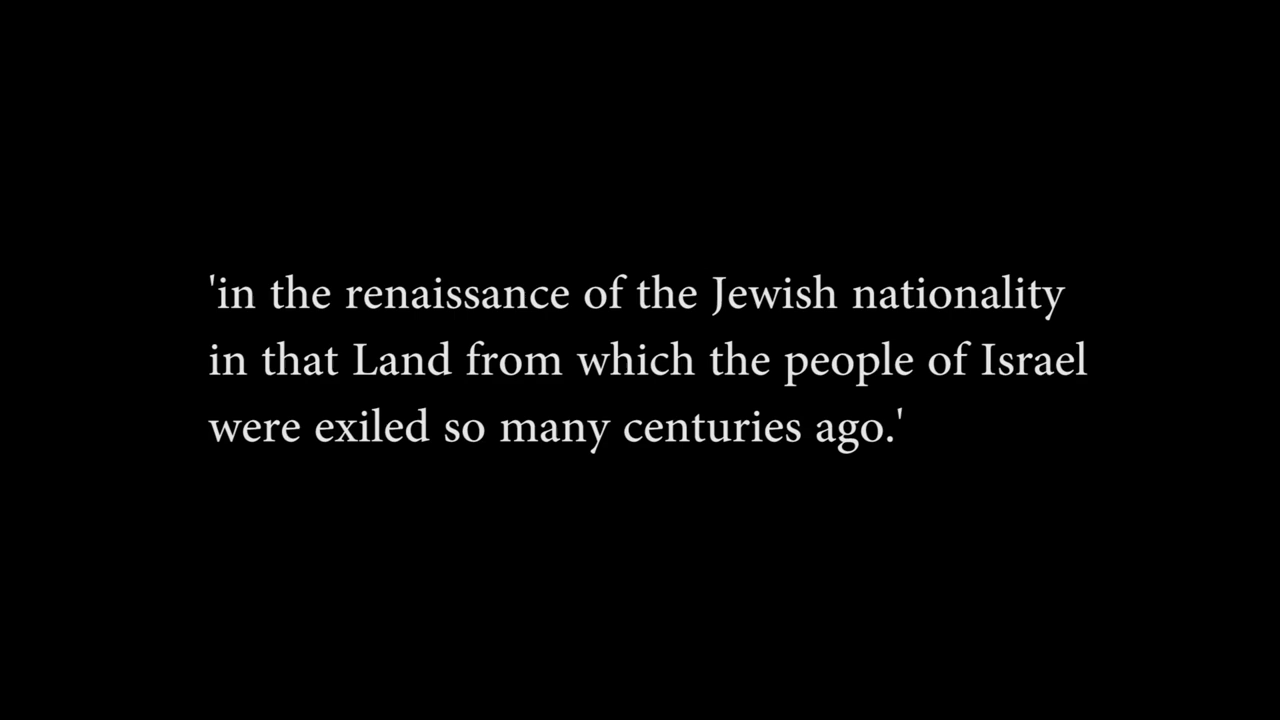 'in the renaissance of the Jewish nationality
in that Land from which the people of Israel
were exiled so many centuries ago.'